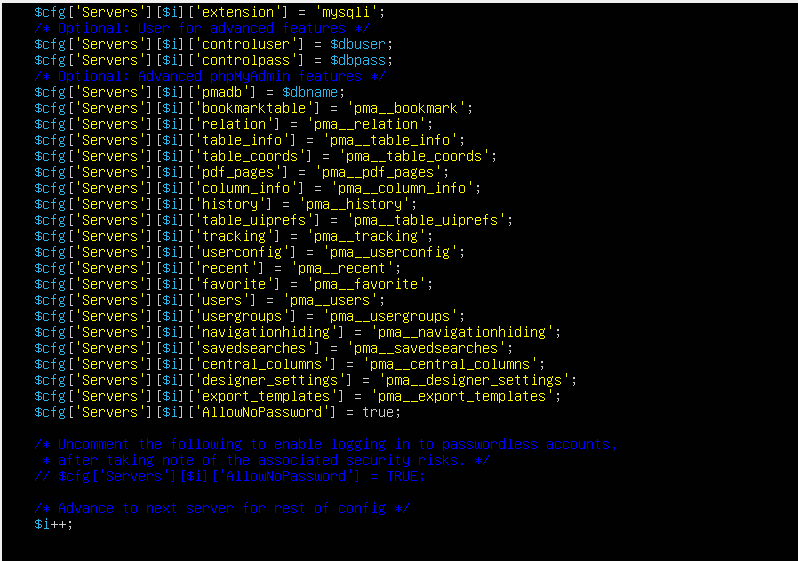 $cfg['Servers'][$i]['extension'] = 'mysqli';
/* Optional: User for advanced features */
$cfg['Servers'][$i]['controluser'] = $dbuser;
$cfg['Servers'][$i]['controlpass'] = $dbpass;
/* Optional: Advanced phpMyAdmin features */
$cfg['Servers'][$i]['pmadb'] = $dbname;
$cfg['Servers'][$i]['bookmarktable'] = 'pma__bookmark';
$cfg['Servers'][$i]['relation'] = 'pma__relation';
$cfg['Servers'][$i]['table_info'] = 'pma__table_info';
$cfg['Servers'][$i]['table_coords'] = 'pma__table_coords';
$cfg['Servers'][$i]['pdf_pages'] = 'pma__pdf_pages';
$cfg['Servers'][$i]['column_info'] = 'pma__column_info';
$cfg['Servers'][$i]['history'] = 'pma__history';
$cfg['Servers'][$i]['table_uiprefs'] = 'pma__table_uiprefs';
$cfg['Servers'][$i]['tracking'] = 'pma__tracking';
$cfg['Servers'][$i]['userconfig'] = 'pma__userconfig';
$cfg['Servers'][$i]['recent'] = 'pma__recent';
$cfg['Servers'][$i]['favorite'] = 'pma__favorite';
$cfg['Servers'][$i]['users'] = 'pma__users';
$cfg['Servers'][$i]['usergroups'] = 'pma__usergroups';
$cfg['Servers'][$i]['navigationhiding'] = 'pma__navigationhiding';
$cfg['Servers'][$i]['savedsearches'] = 'pma__savedsearches';
$cfg['Servers'][$i]['central_columns'] = 'pma__central_columns';
$cfg['Servers'][$i]['designer_settings'] = 'pma__designer_settings';
$cfg['Servers'][$i]['export_templates'] = 'pma__export_templates';
$cfg['Servers'][$i]['AllowNoPassword'] = true;
/* Uncomment the following to enable logging in to passwordless accounts,
 * after taking note of the associated security risks. */
// $cfg['Servers'][$i]['AllowNoPassword'] = TRUE;
/* Advance to next server for rest of config */
$i++;